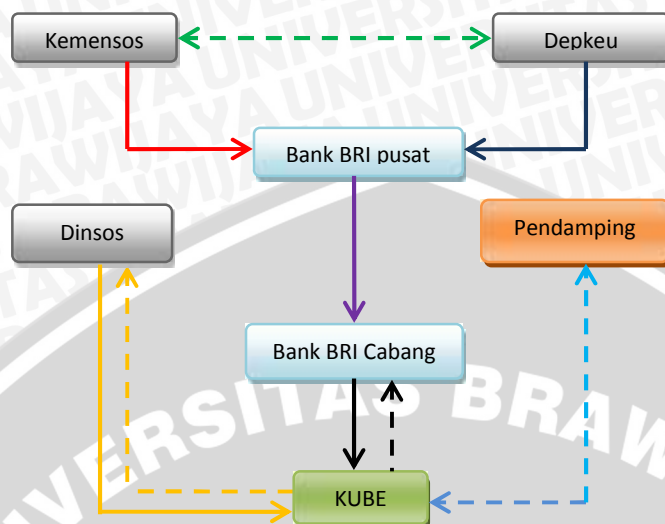 Kemensos
Depkeu
Bank BRI pusat
Dinsos
Pendamping
Bank BRI Cabang
KUBE